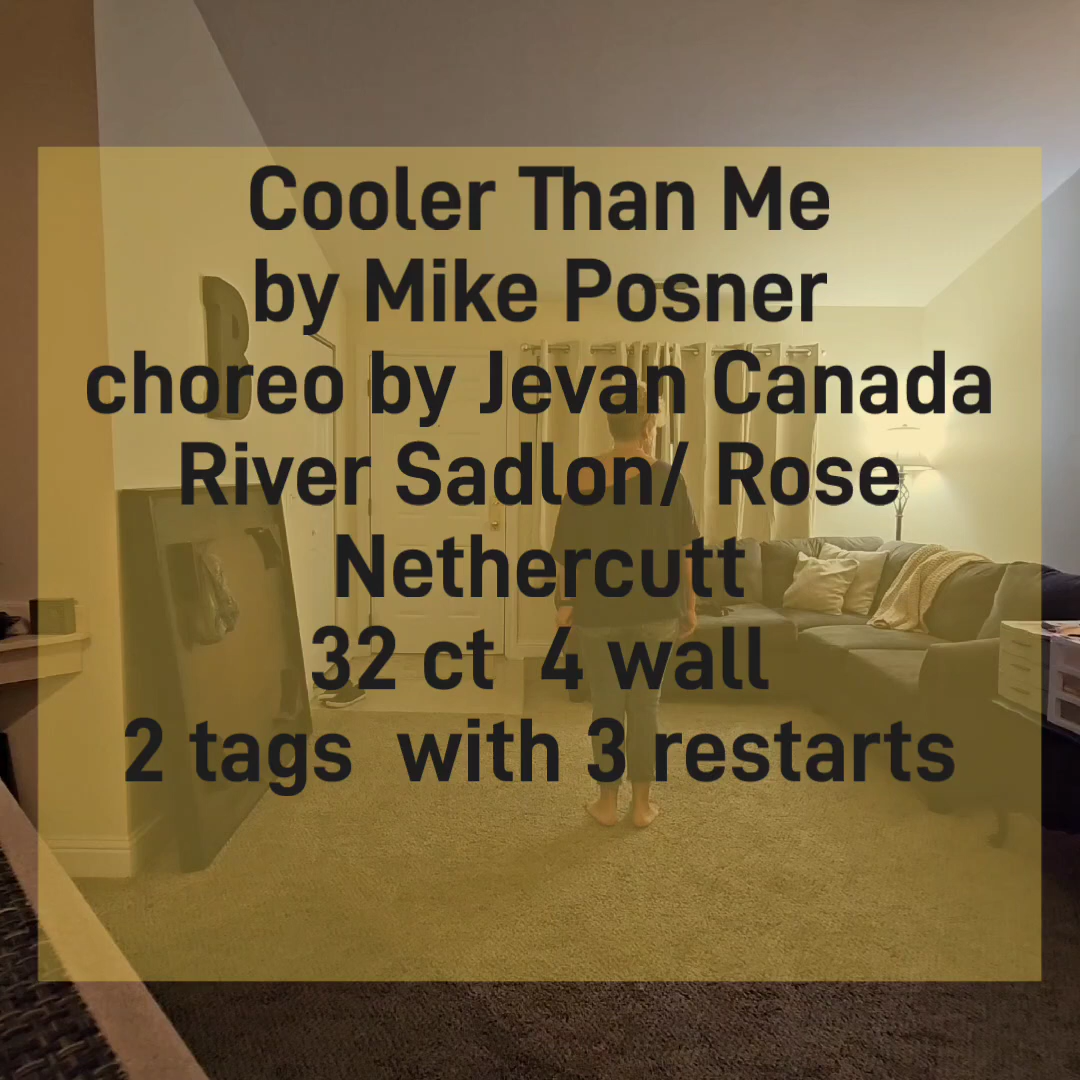 Cooler Than Me
by Mike Posner
choreo by Jevan Canada
River Sadlon/ Rose
Nethercutt
32 ct 4 wall
2 tags with 3 restarts
B